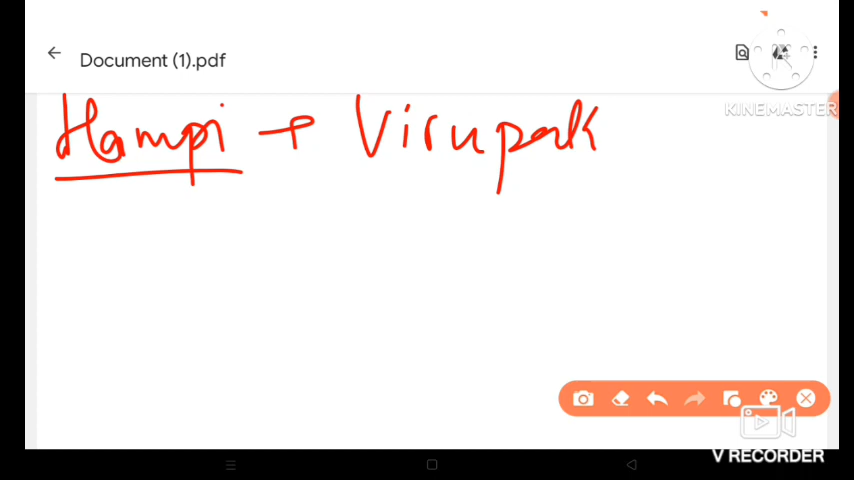 Document (1).pdf
KINEMASTER
Hampi + Virupak
V RECORDER